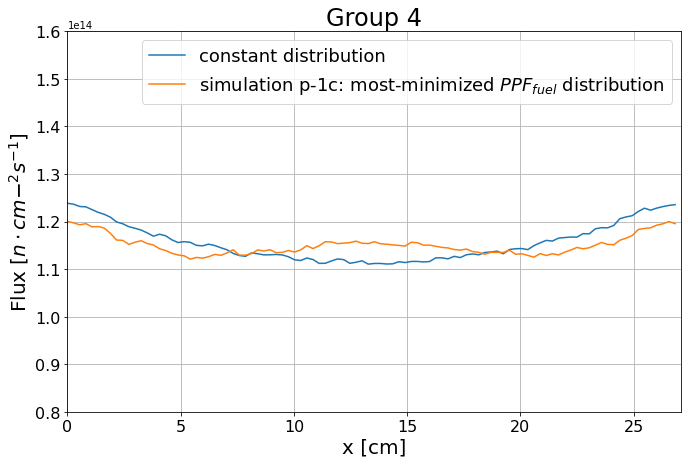 Group 4
1e14
1.6
1.5
1.4
1.3
1.2
1.1
1.0
0.9
0.8
Flux [n · cm−²s⁻¹]
constant distribution
simulation p-1c: most-minimized PPF_fuel distribution
0 5 10 15 20 25
x [cm]